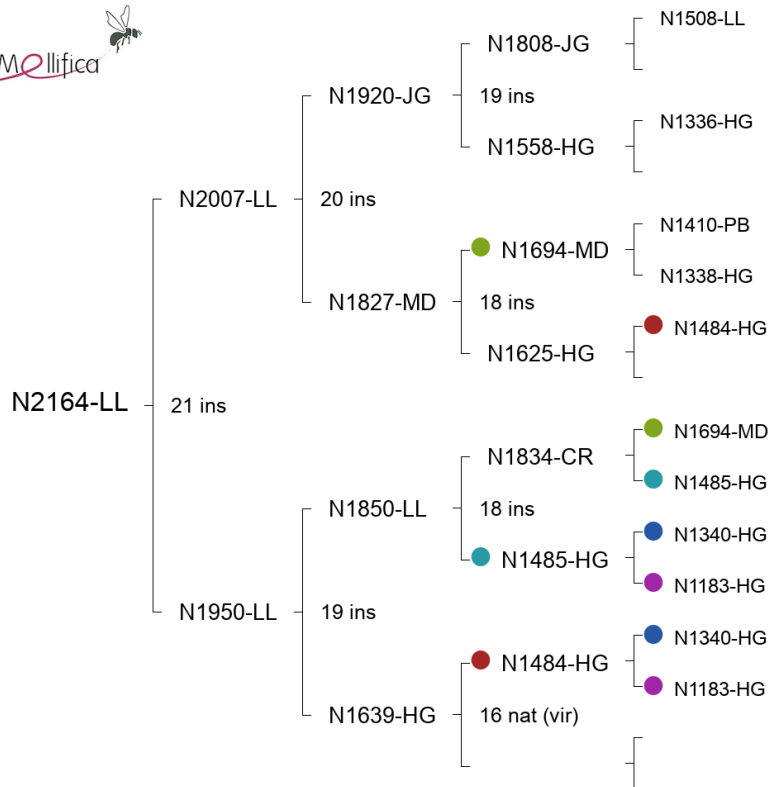 Mellifica
N1508-LL
N1808-JG
N1920-JG
19 ins
N1336-HG
N1558-HG
N2007-LL
20 ins
N1410-PB
N1694-MD
N1338-HG
N1827-MD
18 ins
N1484-HG
N1625-HG
N2164-LL
21 ins
N1694-MD
N1834-CR
N1485-HG
N1850-LL
18 ins
N1340-HG
N1485-HG
N1183-HG
N1950-LL
19 ins
N1340-HG
N1484-HG
N1183-HG
N1639-HG
16 nat (vir)